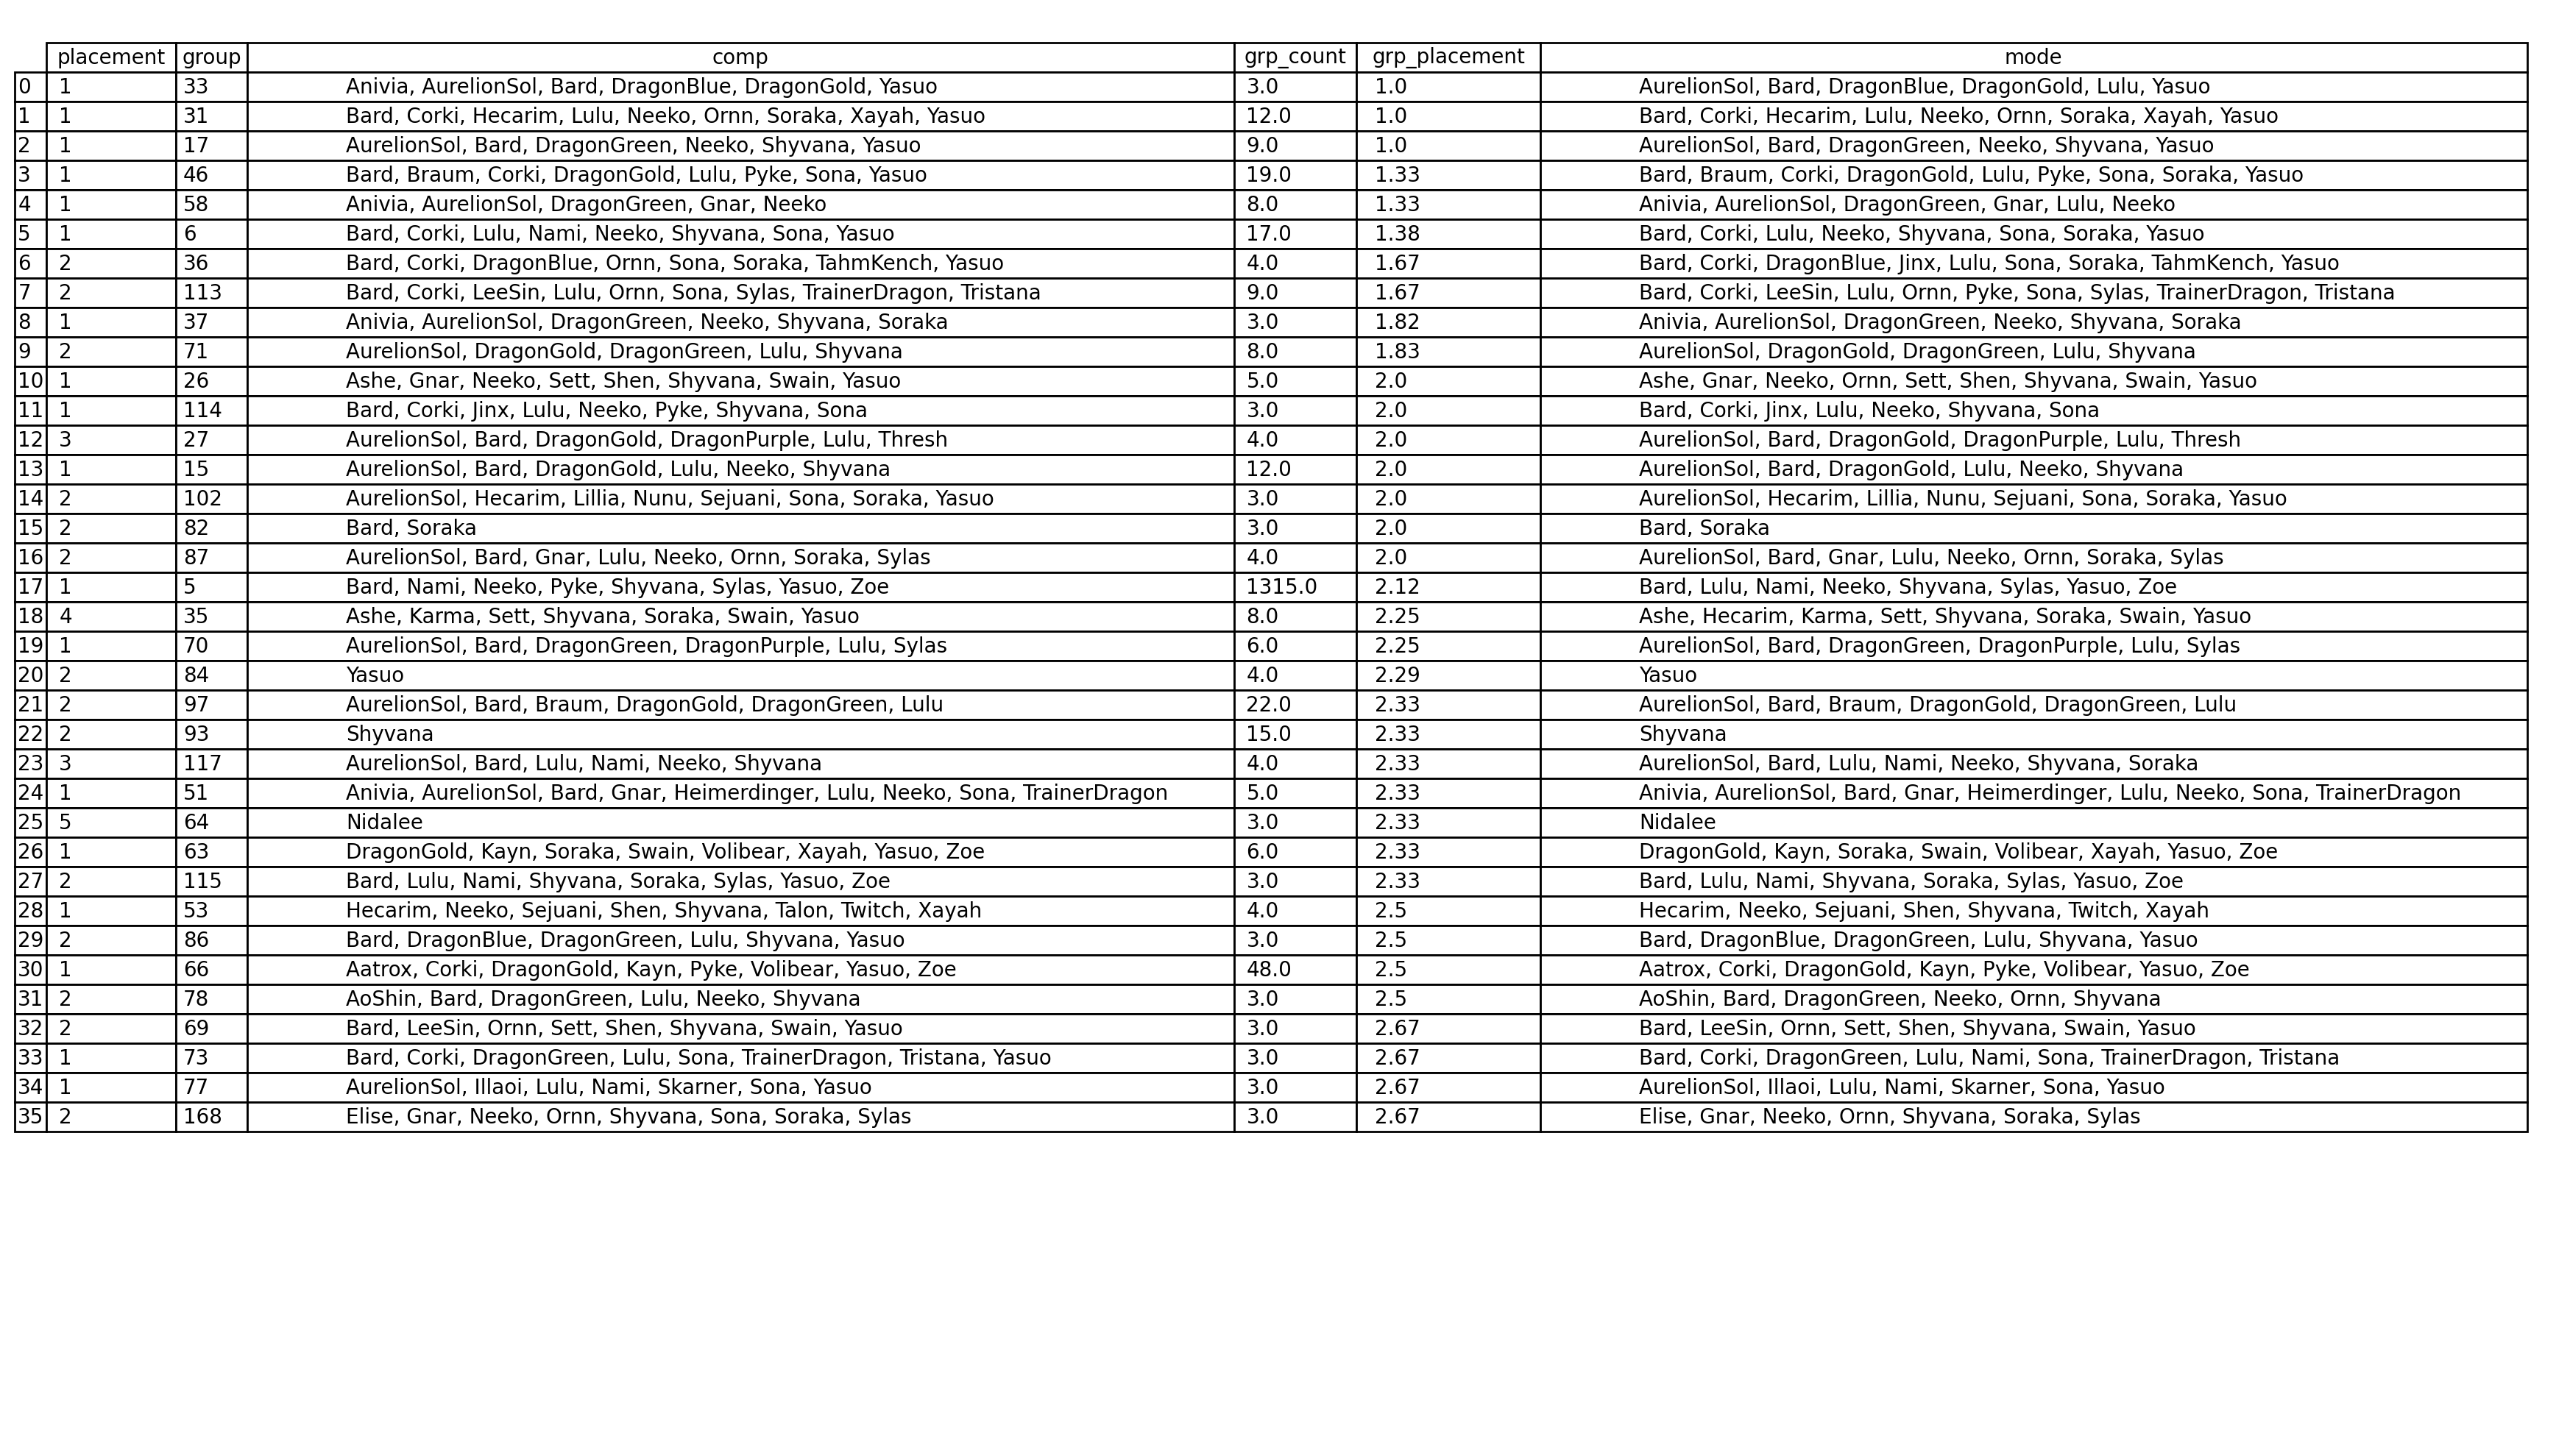 placement group comp grp_count grp_placement mode
0 1 33 Anivia, AurelionSol, Bard, DragonBlue, DragonGold, Yasuo 3.0 1.0 AurelionSol, Bard, DragonBlue, DragonGold, Lulu, Yasuo
1 1 31 Bard, Corki, Hecarim, Lulu, Neeko, Ornn, Soraka, Xayah, Yasuo 12.0 1.0 Bard, Corki, Hecarim, Lulu, Neeko, Ornn, Soraka, Xayah, Yasuo
2 1 17 AurelionSol, Bard, DragonGreen, Neeko, Shyvana, Yasuo 9.0 1.0 AurelionSol, Bard, DragonGreen, Neeko, Shyvana, Yasuo
3 1 46 Bard, Braum, Corki, DragonGold, Lulu, Pyke, Sona, Yasuo 19.0 1.33 Bard, Braum, Corki, DragonGold, Lulu, Pyke, Sona, Soraka, Yasuo
4 1 58 Anivia, AurelionSol, DragonGreen, Gnar, Neeko 8.0 1.33 Anivia, AurelionSol, DragonGreen, Gnar, Lulu, Neeko
5 1 6 Bard, Corki, Lulu, Nami, Neeko, Shyvana, Sona, Yasuo 17.0 1.38 Bard, Corki, Lulu, Neeko, Shyvana, Sona, Soraka, Yasuo
6 2 36 Bard, Corki, DragonBlue, Ornn, Sona, Soraka, TahmKench, Yasuo 4.0 1.67 Bard, Corki, DragonBlue, Jinx, Lulu, Sona, Soraka, TahmKench, Yasuo
7 2 113 Bard, Corki, LeeSin, Lulu, Ornn, Sona, Sylas, TrainerDragon, Tristana 9.0 1.67 Bard, Corki, LeeSin, Lulu, Ornn, Pyke, Sona, Sylas, TrainerDragon, Tristana
8 1 37 Anivia, AurelionSol, DragonGreen, Neeko, Shyvana, Soraka 3.0 1.82 Anivia, AurelionSol, DragonGreen, Neeko, Shyvana, Soraka
9 2 71 AurelionSol, DragonGold, DragonGreen, Lulu, Shyvana 8.0 1.83 AurelionSol, DragonGold, DragonGreen, Lulu, Shyvana
10 1 26 Ashe, Gnar, Neeko, Sett, Shen, Shyvana, Swain, Yasuo 5.0 2.0 Ashe, Gnar, Neeko, Ornn, Sett, Shen, Shyvana, Swain, Yasuo
11 1 114 Bard, Corki, Jinx, Lulu, Neeko, Pyke, Shyvana, Sona 3.0 2.0 Bard, Corki, Jinx, Lulu, Neeko, Shyvana, Sona
12 3 27 AurelionSol, Bard, DragonGold, DragonPurple, Lulu, Thresh 4.0 2.0 AurelionSol, Bard, DragonGold, DragonPurple, Lulu, Thresh
13 1 15 AurelionSol, Bard, DragonGold, Lulu, Neeko, Shyvana 12.0 2.0 AurelionSol, Bard, DragonGold, Lulu, Neeko, Shyvana
14 2 102 AurelionSol, Hecarim, Lillia, Nunu, Sejuani, Sona, Soraka, Yasuo 3.0 2.0 AurelionSol, Hecarim, Lillia, Nunu, Sejuani, Sona, Soraka, Yasuo
15 2 82 Bard, Soraka 3.0 2.0 Bard, Soraka
16 2 87 AurelionSol, Bard, Gnar, Lulu, Neeko, Ornn, Soraka, Sylas 4.0 2.0 AurelionSol, Bard, Gnar, Lulu, Neeko, Ornn, Soraka, Sylas
17 1 5 Bard, Nami, Neeko, Pyke, Shyvana, Sylas, Yasuo, Zoe 1315.0 2.12 Bard, Lulu, Nami, Neeko, Shyvana, Sylas, Yasuo, Zoe
18 4 35 Ashe, Karma, Sett, Shyvana, Soraka, Swain, Yasuo 8.0 2.25 Ashe, Hecarim, Karma, Sett, Shyvana, Soraka, Swain, Yasuo
19 1 70 AurelionSol, Bard, DragonGreen, DragonPurple, Lulu, Sylas 6.0 2.25 AurelionSol, Bard, DragonGreen, DragonPurple, Lulu, Sylas
20 2 84 Yasuo 4.0 2.29 Yasuo
21 2 97 AurelionSol, Bard, Braum, DragonGold, DragonGreen, Lulu 22.0 2.33 AurelionSol, Bard, Braum, DragonGold, DragonGreen, Lulu
22 2 93 Shyvana 15.0 2.33 Shyvana
23 3 117 AurelionSol, Bard, Lulu, Nami, Neeko, Shyvana 4.0 2.33 AurelionSol, Bard, Lulu, Nami, Neeko, Shyvana, Soraka
24 1 51 Anivia, AurelionSol, Bard, Gnar, Heimerdinger, Lulu, Neeko, Sona, TrainerDragon 5.0 2.33 Anivia, AurelionSol, Bard, Gnar, Heimerdinger, Lulu, Neeko, Sona, TrainerDragon
25 5 64 Nidalee 3.0 2.33 Nidalee
26 1 63 DragonGold, Kayn, Soraka, Swain, Volibear, Xayah, Yasuo, Zoe 6.0 2.33 DragonGold, Kayn, Soraka, Swain, Volibear, Xayah, Yasuo, Zoe
27 2 115 Bard, Lulu, Nami, Shyvana, Soraka, Sylas, Yasuo, Zoe 3.0 2.33 Bard, Lulu, Nami, Shyvana, Soraka, Sylas, Yasuo, Zoe
28 1 53 Hecarim, Neeko, Sejuani, Shen, Shyvana, Talon, Twitch, Xayah 4.0 2.5 Hecarim, Neeko, Sejuani, Shen, Shyvana, Twitch, Xayah
29 2 86 Bard, DragonBlue, DragonGreen, Lulu, Shyvana, Yasuo 3.0 2.5 Bard, DragonBlue, DragonGreen, Lulu, Shyvana, Yasuo
30 1 66 Aatrox, Corki, DragonGold, Kayn, Pyke, Volibear, Yasuo, Zoe 48.0 2.5 Aatrox, Corki, DragonGold, Kayn, Pyke, Volibear, Yasuo, Zoe
31 2 78 AoShin, Bard, DragonGreen, Lulu, Neeko, Shyvana 3.0 2.5 AoShin, Bard, DragonGreen, Neeko, Ornn, Shyvana
32 2 69 Bard, LeeSin, Ornn, Sett, Shen, Shyvana, Swain, Yasuo 3.0 2.67 Bard, LeeSin, Ornn, Sett, Shen, Shyvana, Swain, Yasuo
33 1 73 Bard, Corki, DragonGreen, Lulu, Sona, TrainerDragon, Tristana, Yasuo 3.0 2.67 Bard, Corki, DragonGreen, Lulu, Nami, Sona, TrainerDragon, Tristana
34 1 77 AurelionSol, Illaoi, Lulu, Nami, Skarner, Sona, Yasuo 3.0 2.67 AurelionSol, Illaoi, Lulu, Nami, Skarner, Sona, Yasuo
35 2 168 Elise, Gnar, Neeko, Ornn, Shyvana, Sona, Soraka, Sylas 3.0 2.67 Elise, Gnar, Neeko, Ornn, Shyvana, Soraka, Sylas